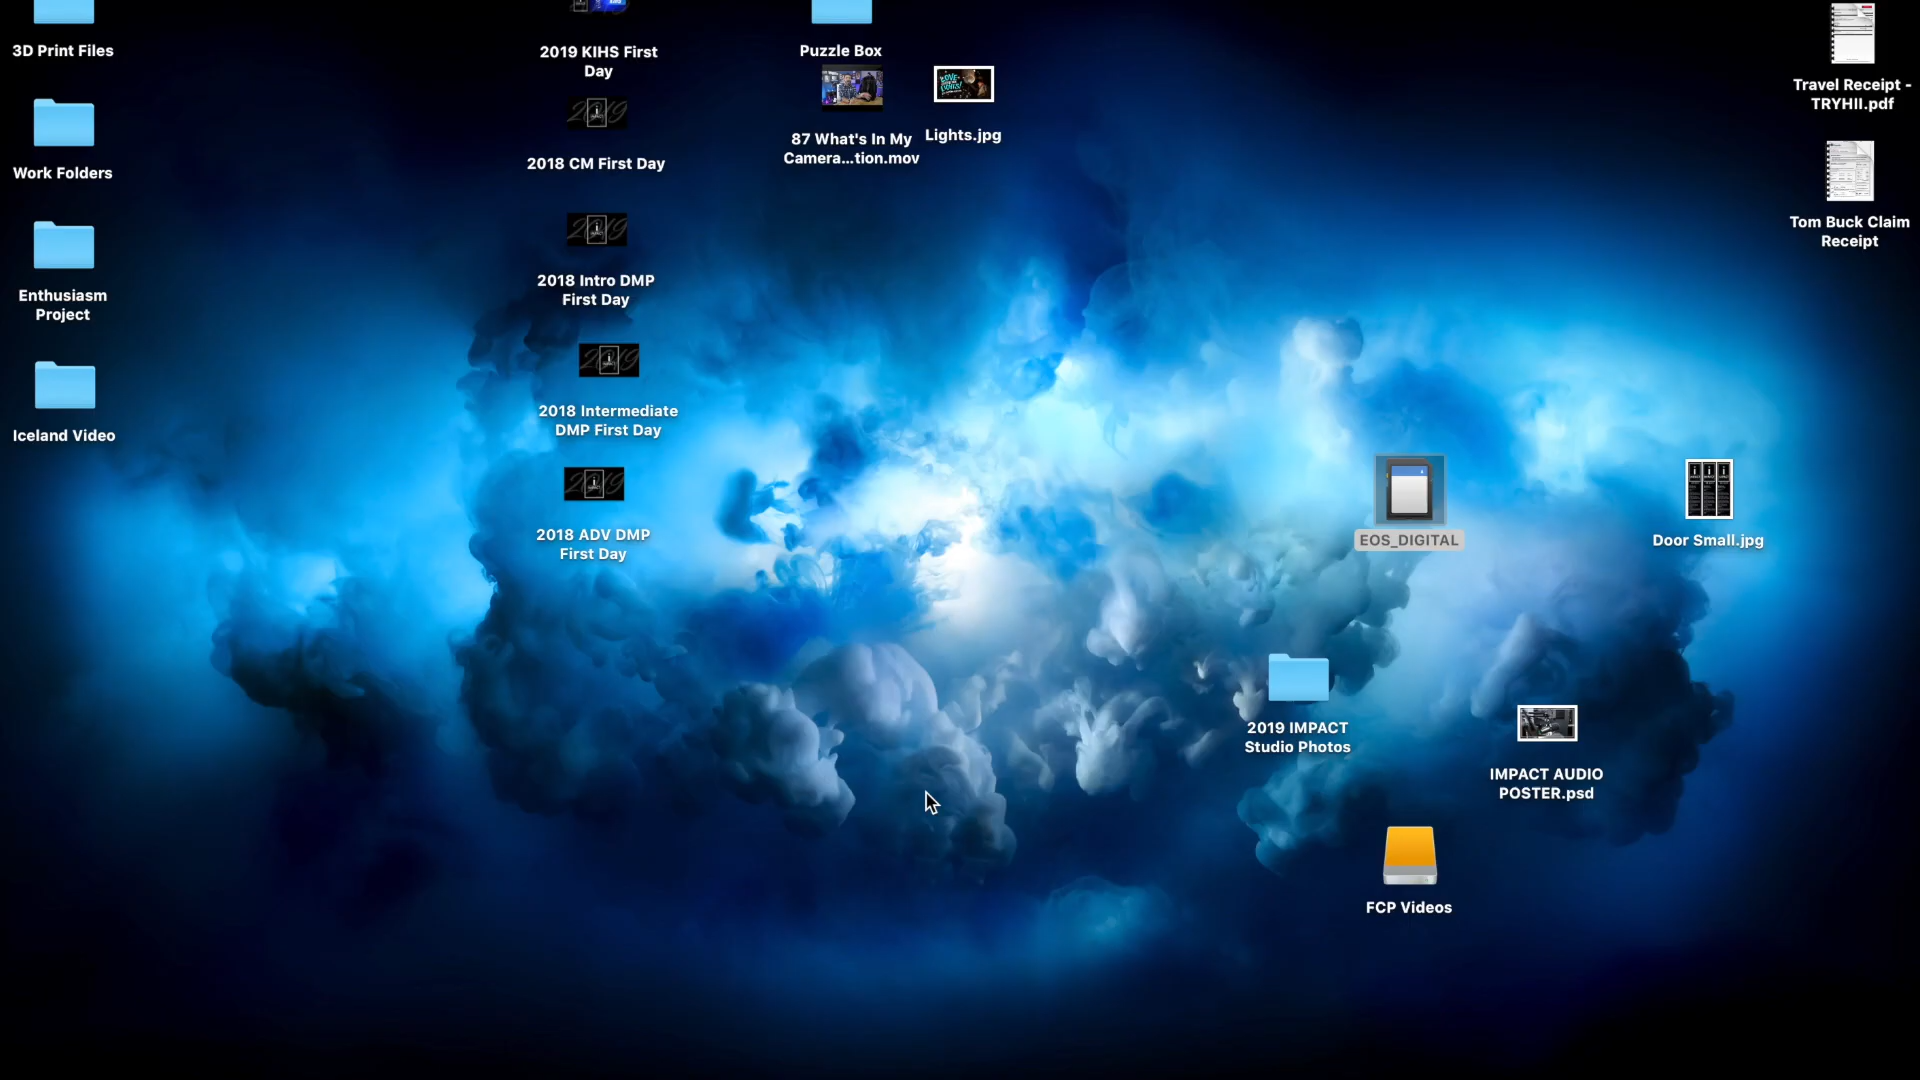 3D Print Files
Work Folders
Enthusiasm
Project
Iceland Video
2019 KIHS First
Day
2018 CM First Day
2018 Intro DMP
First Day
2018 Intermediate
DMP First Day
2018 ADV DMP
First Day
Puzzle Box
87 What's In My
Camera...tion.mov
Lights.jpg
EOS_DIGITAL
2019 IMPACT
Studio Photos
FCP Videos
IMPACT AUDIO
POSTER.psd
Door Small.jpg
Travel Receipt -
TRYHII.pdf
Tom Buck Claim
Receipt